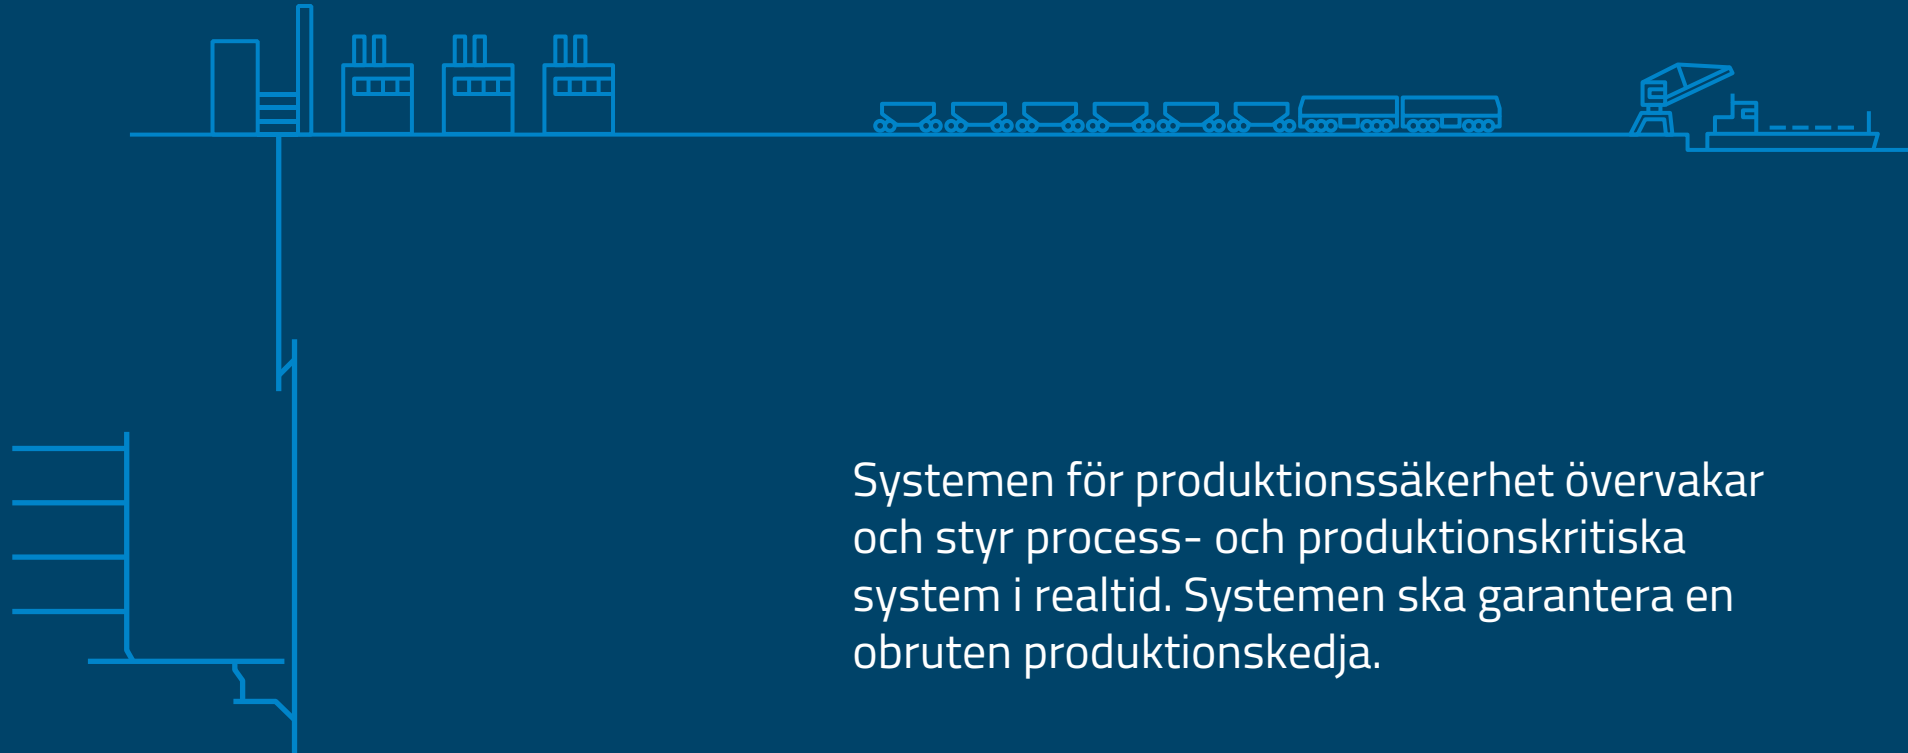 Systemen för produktionssäkerhet övervakar
och styr process- och produktionskritiska
system i realtid. Systemen ska garantera en
obruten produktionskedja.